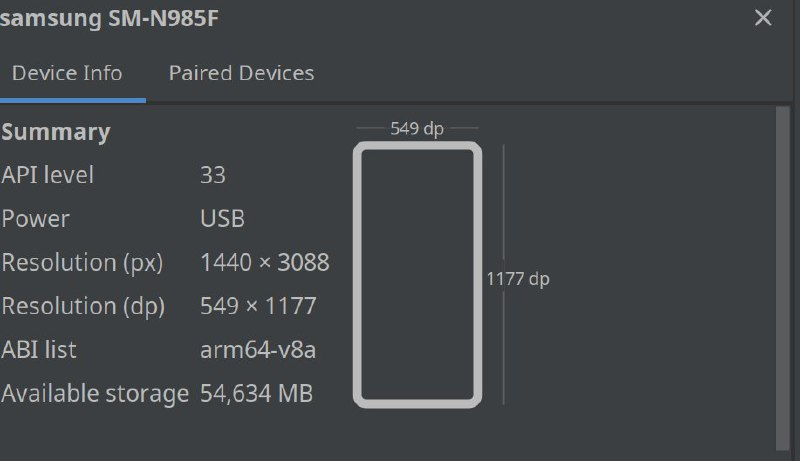 samsung SM-N985F
Device Info Paired Devices
Summary
API level 33
Power USB
Resolution (px) 1440 × 3088
Resolution (dp) 549 × 1177
ABI list arm64-v8a
Available storage 54,634 MB
549 dp
1177 dp